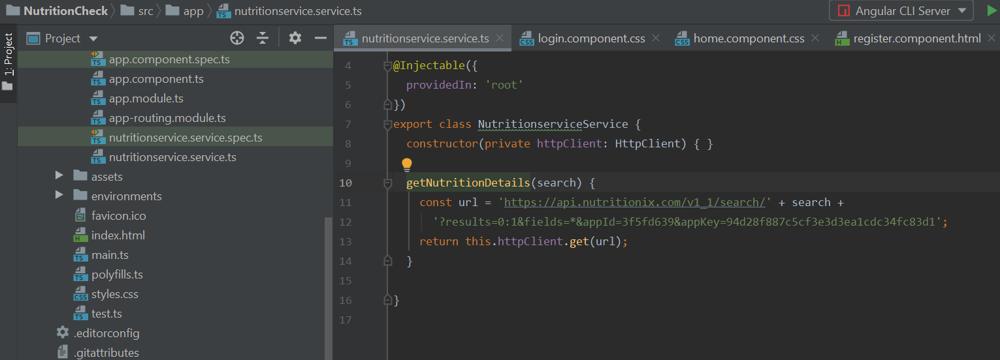 NutritionCheck src app nutritionservice.service.ts Angular CLI Server
1: Project
Project
nutritionservice.service.ts login.component.css home.component.css register.component.html
app.component.spec.ts
app.component.ts
app.module.ts
app-routing.module.ts
nutritionservice.service.spec.ts
nutritionservice.service.ts
assets
environments
favicon.ico
index.html
main.ts
polyfills.ts
styles.css
test.ts
.editorconfig
.gitattributes
4 @Injectable({
5 providedIn: 'root'
6 })
7 export class NutritionserviceService {
8 constructor(private httpClient: HttpClient) { }
9
10 getNutritionDetails(search) {
11 const url = 'https://api.nutritionix.com/v1_1/search/' + search +
12 '?results=0:1&fields=*&appId=3f5fd639&appKey=94d28f887c5cf3e3d3ea1cdc34fc83d1';
13 return this.httpClient.get(url);
14 }
15
16 }
17